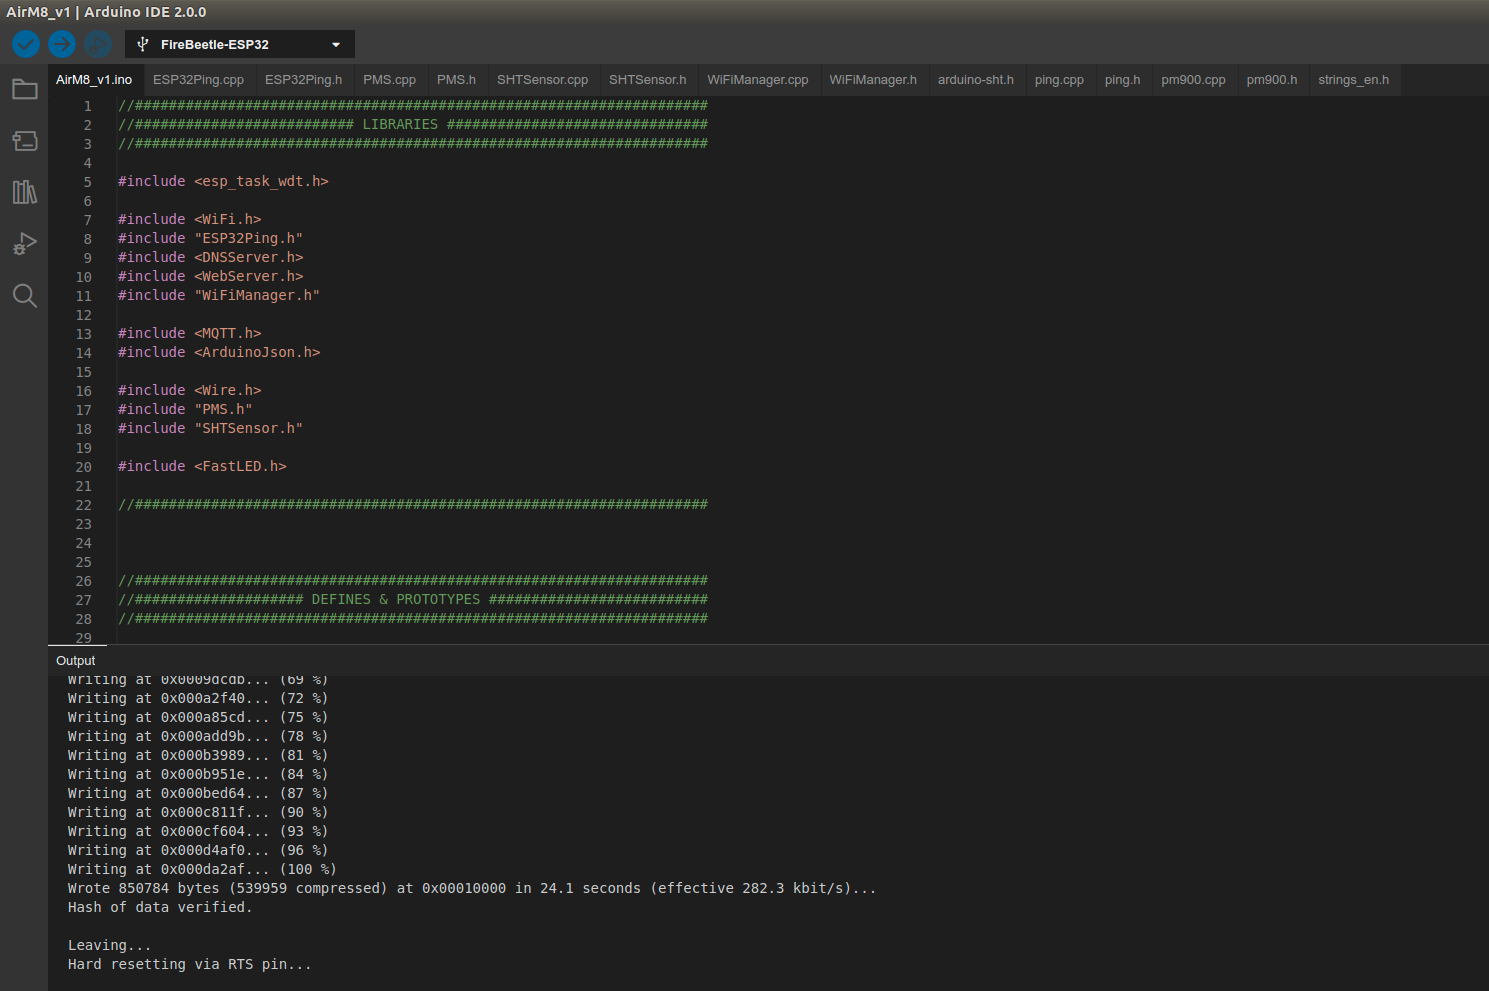 AirM8_v1 | Arduino IDE 2.0.0
FireBeetle-ESP32
AirM8_v1.ino ESP32Ping.cpp ESP32Ping.h PMS.cpp PMS.h SHTSensor.cpp SHTSensor.h WiFiManager.cpp WiFiManager.h arduino-sht.h ping.cpp ping.h pm900.cpp pm900.h strings_en.h
1 //####################################################################
2 //########################## LIBRARIES ###############################
3 //####################################################################
4
5 #include <esp_task_wdt.h>
6
7 #include <WiFi.h>
8 #include "ESP32Ping.h"
9 #include <DNSServer.h>
10 #include <WebServer.h>
11 #include "WiFiManager.h"
12
13 #include <MQTT.h>
14 #include <ArduinoJson.h>
15
16 #include <Wire.h>
17 #include "PMS.h"
18 #include "SHTSensor.h"
19
20 #include <FastLED.h>
21
22 //####################################################################
23
24
25
26 //####################################################################
27 //#################### DEFINES & PROTOTYPES ##########################
28 //####################################################################
29
Output
Writing at 0x0009dcdb... (69 %)
Writing at 0x000a2f40... (72 %)
Writing at 0x000a85cd... (75 %)
Writing at 0x000add9b... (78 %)
Writing at 0x000b3989... (81 %)
Writing at 0x000b951e... (84 %)
Writing at 0x000bed64... (87 %)
Writing at 0x000c811f... (90 %)
Writing at 0x000cf604... (93 %)
Writing at 0x000d4af0... (96 %)
Writing at 0x000da2af... (100 %)
Wrote 850784 bytes (539959 compressed) at 0x00010000 in 24.1 seconds (effective 282.3 kbit/s)...
Hash of data verified.
Leaving...
Hard resetting via RTS pin...